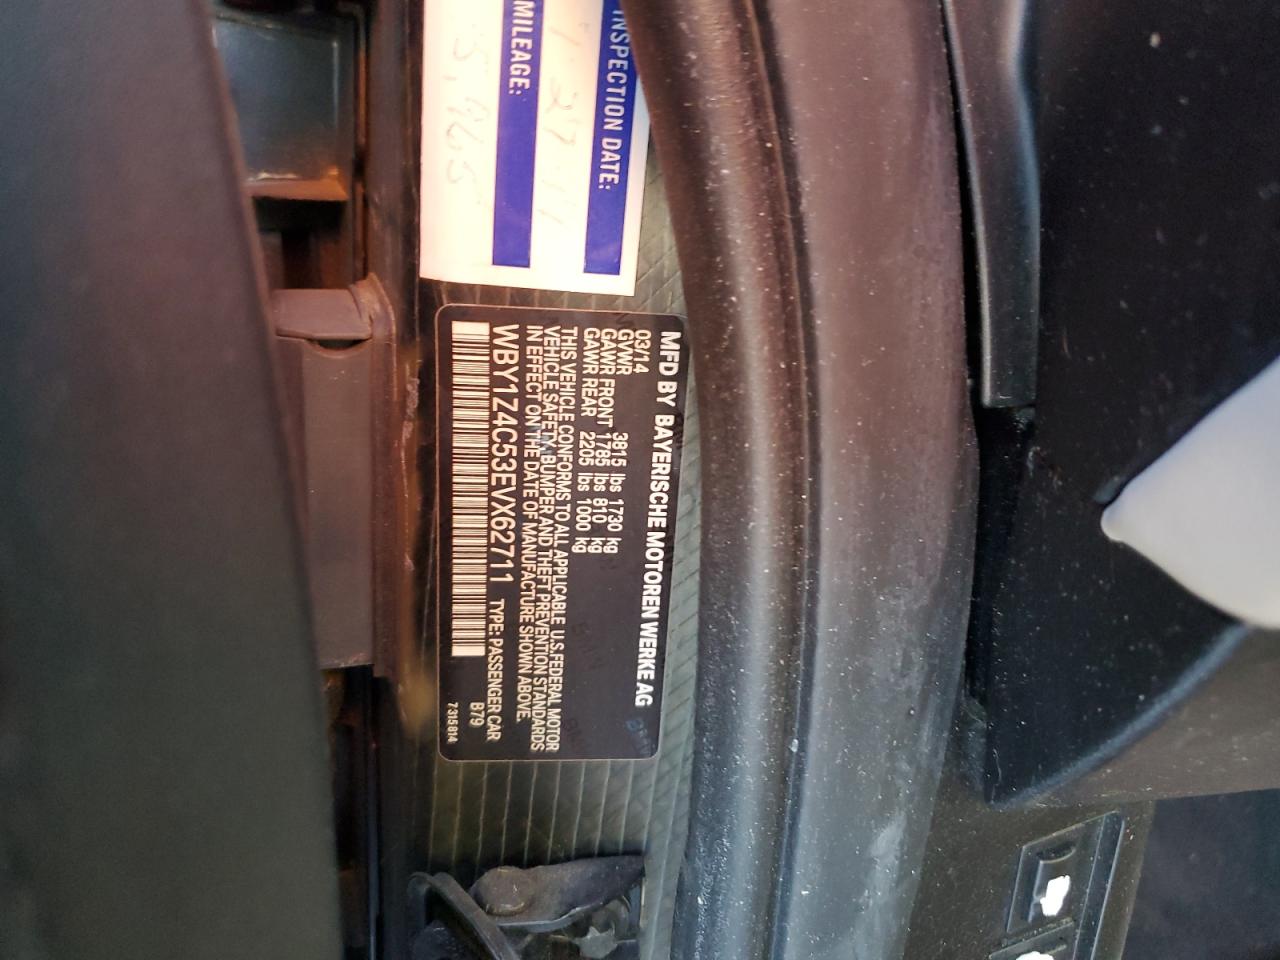 INSPECTION DATE:
MILEAGE:
MFD BY BAYERISCHE MOTOREN WERKE AG
03/14
GVWR 3815 lbs 1730 kg
GAWR FRONT 1785 lbs 810 kg
GAWR REAR 2205 lbs 1000 kg
THIS VEHICLE CONFORMS TO ALL APPLICABLE U.S. FEDERAL MOTOR
VEHICLE SAFETY, BUMPER AND THEFT PREVENTION STANDARDS
IN EFFECT ON THE DATE OF MANUFACTURE SHOWN ABOVE.
WBY1Z4C53EVX62711 TYPE: PASSENGER CAR
B79
7 315 814